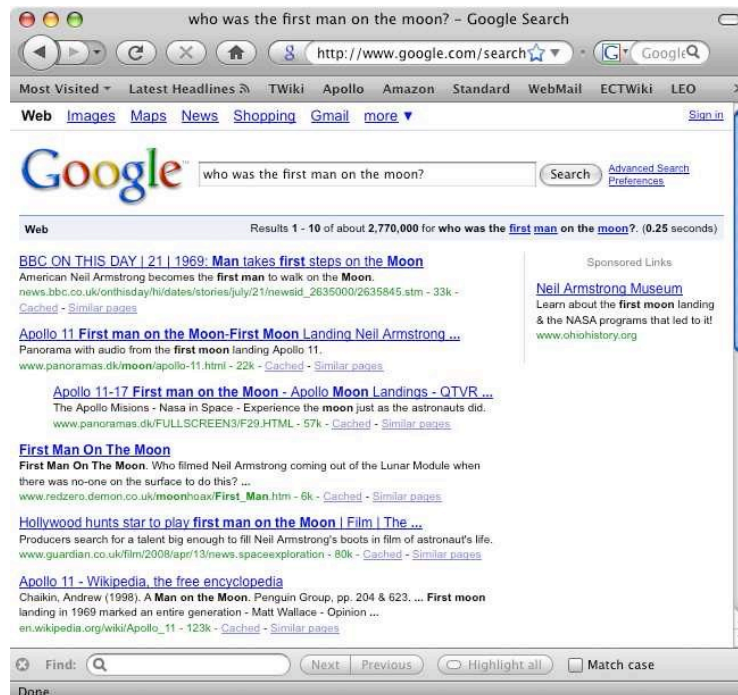 who was the first man on the moon? – Google Search
http://www.google.com/search
Google
Most Visited Latest Headlines TWiki Apollo Amazon Standard WebMail ECTWiki LEO
Web Images Maps News Shopping Gmail more ▼ Sign in
Google™ who was the first man on the moon? Search Advanced Search
Preferences
Web Results 1 - 10 of about 2,770,000 for who was the first man on the moon?. (0.25 seconds)
BBC ON THIS DAY | 21 | 1969: Man takes first steps on the Moon
American Neil Armstrong becomes the first man to walk on the Moon.
news.bbc.co.uk/onthisday/hi/dates/stories/july/21/newsid_2635000/2635845.stm - 33k -
Cached - Similar pages
Apollo 11 First man on the Moon-First Moon Landing Neil Armstrong ...
Panorama with audio from the first moon landing Apollo 11.
www.panoramas.dk/moon/apollo-11.html - 22k - Cached - Similar pages
Apollo 11-17 First man on the Moon - Apollo Moon Landings - QTVR ...
The Apollo Misions - Nasa in Space - Experience the moon just as the astronauts did.
www.panoramas.dk/FULLSCREEN3/F29.HTML - 57k - Cached - Similar pages
First Man On The Moon
First Man On The Moon. Who filmed Neil Armstrong coming out of the Lunar Module when
there was no-one on the surface to do this? ...
www.redzero.demon.co.uk/moonhoax/First_Man.htm - 6k - Cached - Similar pages
Hollywood hunts star to play first man on the Moon | Film | The ...
Producers search for a talent big enough to fill Neil Armstrong's boots in film of astronaut's life.
www.guardian.co.uk/film/2008/apr/13/news.spaceexploration - 80k - Cached - Similar pages
Apollo 11 - Wikipedia, the free encyclopedia
Chaikin, Andrew (1998). A Man on the Moon. Penguin Group, pp. 204 & 623. ... First moon
landing in 1969 marked an entire generation - Matt Wallace - Opinion ...
en.wikipedia.org/wiki/Apollo_11 - 123k - Cached - Similar pages
Sponsored Links
Neil Armstrong Museum
Learn about the first moon landing
& the NASA programs that led to it!
www.ohiohistory.org
Find: Next Previous Highlight all Match case
Done